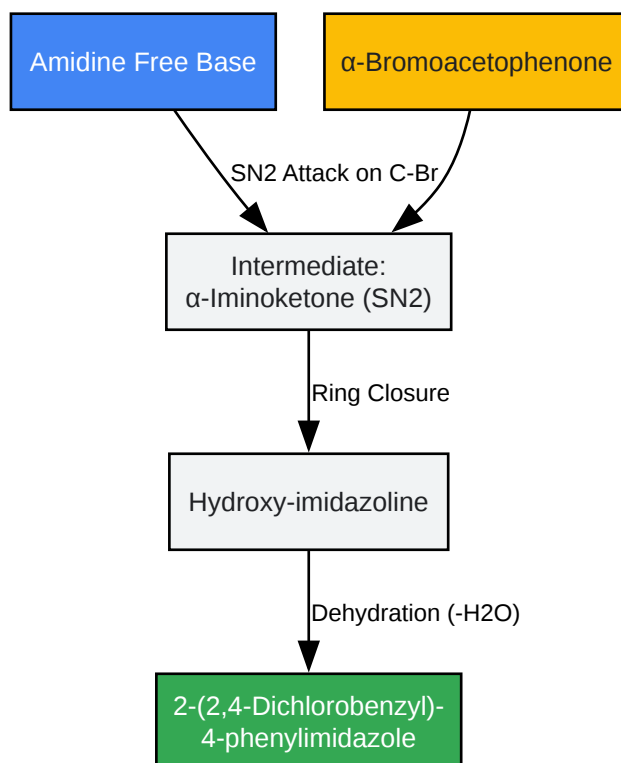 Amidine Free Base
α-Bromoacetophenone
SN2 Attack on C-Br
Intermediate:
α-Iminoketone (SN2)
Ring Closure
Hydroxy-imidazoline
Dehydration (-H2O)
2-(2,4-Dichlorobenzyl)-
4-phenylimidazole